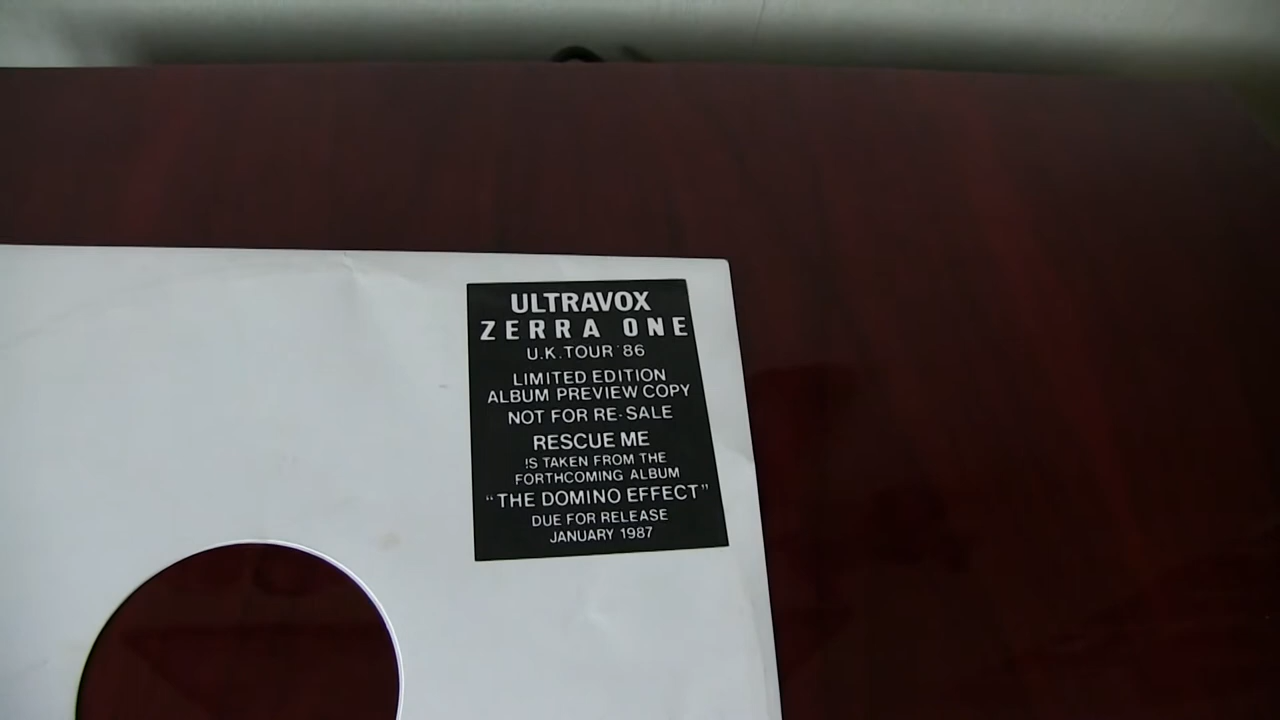 ULTRAVOX
ZERRA ONE
U.K. TOUR '86
LIMITED EDITION
ALBUM PREVIEW COPY
NOT FOR RE-SALE
RESCUE ME
IS TAKEN FROM THE
FORTHCOMING ALBUM
“THE DOMINO EFFECT”
DUE FOR RELEASE
JANUARY 1987